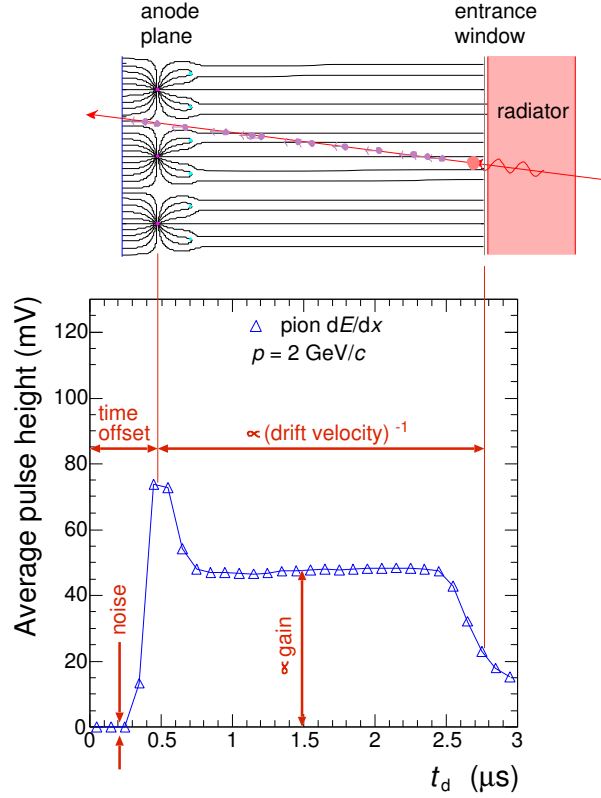 anode plane
entrance window
radiator
Average pulse height (mV)
120
100
80
60
40
20
0
pion dE/dx
p = 2 GeV/c
time offset
∝ (drift velocity) -1
noise
∝ gain
0 0.5 1 1.5 2 2.5 3
t_d (μs)